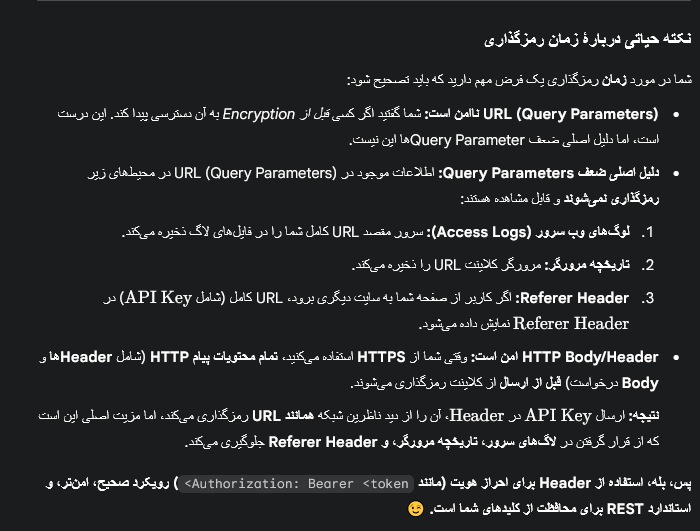 نکته حیاتی دربارهٔ زمان رمزگذاری
شما در مورد زمان رمزگذاری یک فرض مهم دارید که باید تصحیح شود:
• URL (Query Parameters) ناامن است: شما گفتید اگر کسی قبل از Encryption به آن دسترسی پیدا کند. این درست
است، اما دلیل اصلی ضعف Query Parameterها این نیست.
• دلیل اصلی ضعف Query Parameters: اطلاعات موجود در URL (Query Parameters) در محیط‌های زیر
رمزگذاری نمی‌شوند و قابل مشاهده هستند:
1. لوگ‌های وب سرور (Access Logs): سرور مقصد URL کامل شما را در فایل‌های لاگ ذخیره می‌کند.
2. تاریخچه مرورگر: مرورگر کلاینت URL را ذخیره می‌کند.
3. Referer Header: اگر کاربر از صفحه شما به سایت دیگری برود، URL کامل (شامل API Key) در
Referer Header نمایش داده می‌شود.
• HTTP Body/Header امن است: وقتی شما از HTTPS استفاده می‌کنید، تمام محتویات پیام HTTP (شامل Headerها و
Body درخواست) قبل از ارسال از کلاینت رمزگذاری می‌شوند.
نتیجه: ارسال API Key در Header، آن را از دید ناظرین شبکه همانند URL رمزگذاری می‌کند، اما مزیت اصلی این است
که از قرار گرفتن در لاگ‌های سرور، تاریخچه مرورگر، و Referer Header جلوگیری می‌کند.
پس، بله، استفاده از Header برای احراز هویت (مانند <Authorization: Bearer <token) رویکرد صحیح، امن‌تر، و
استاندارد REST برای محافظت از کلیدهای شما است. 😉